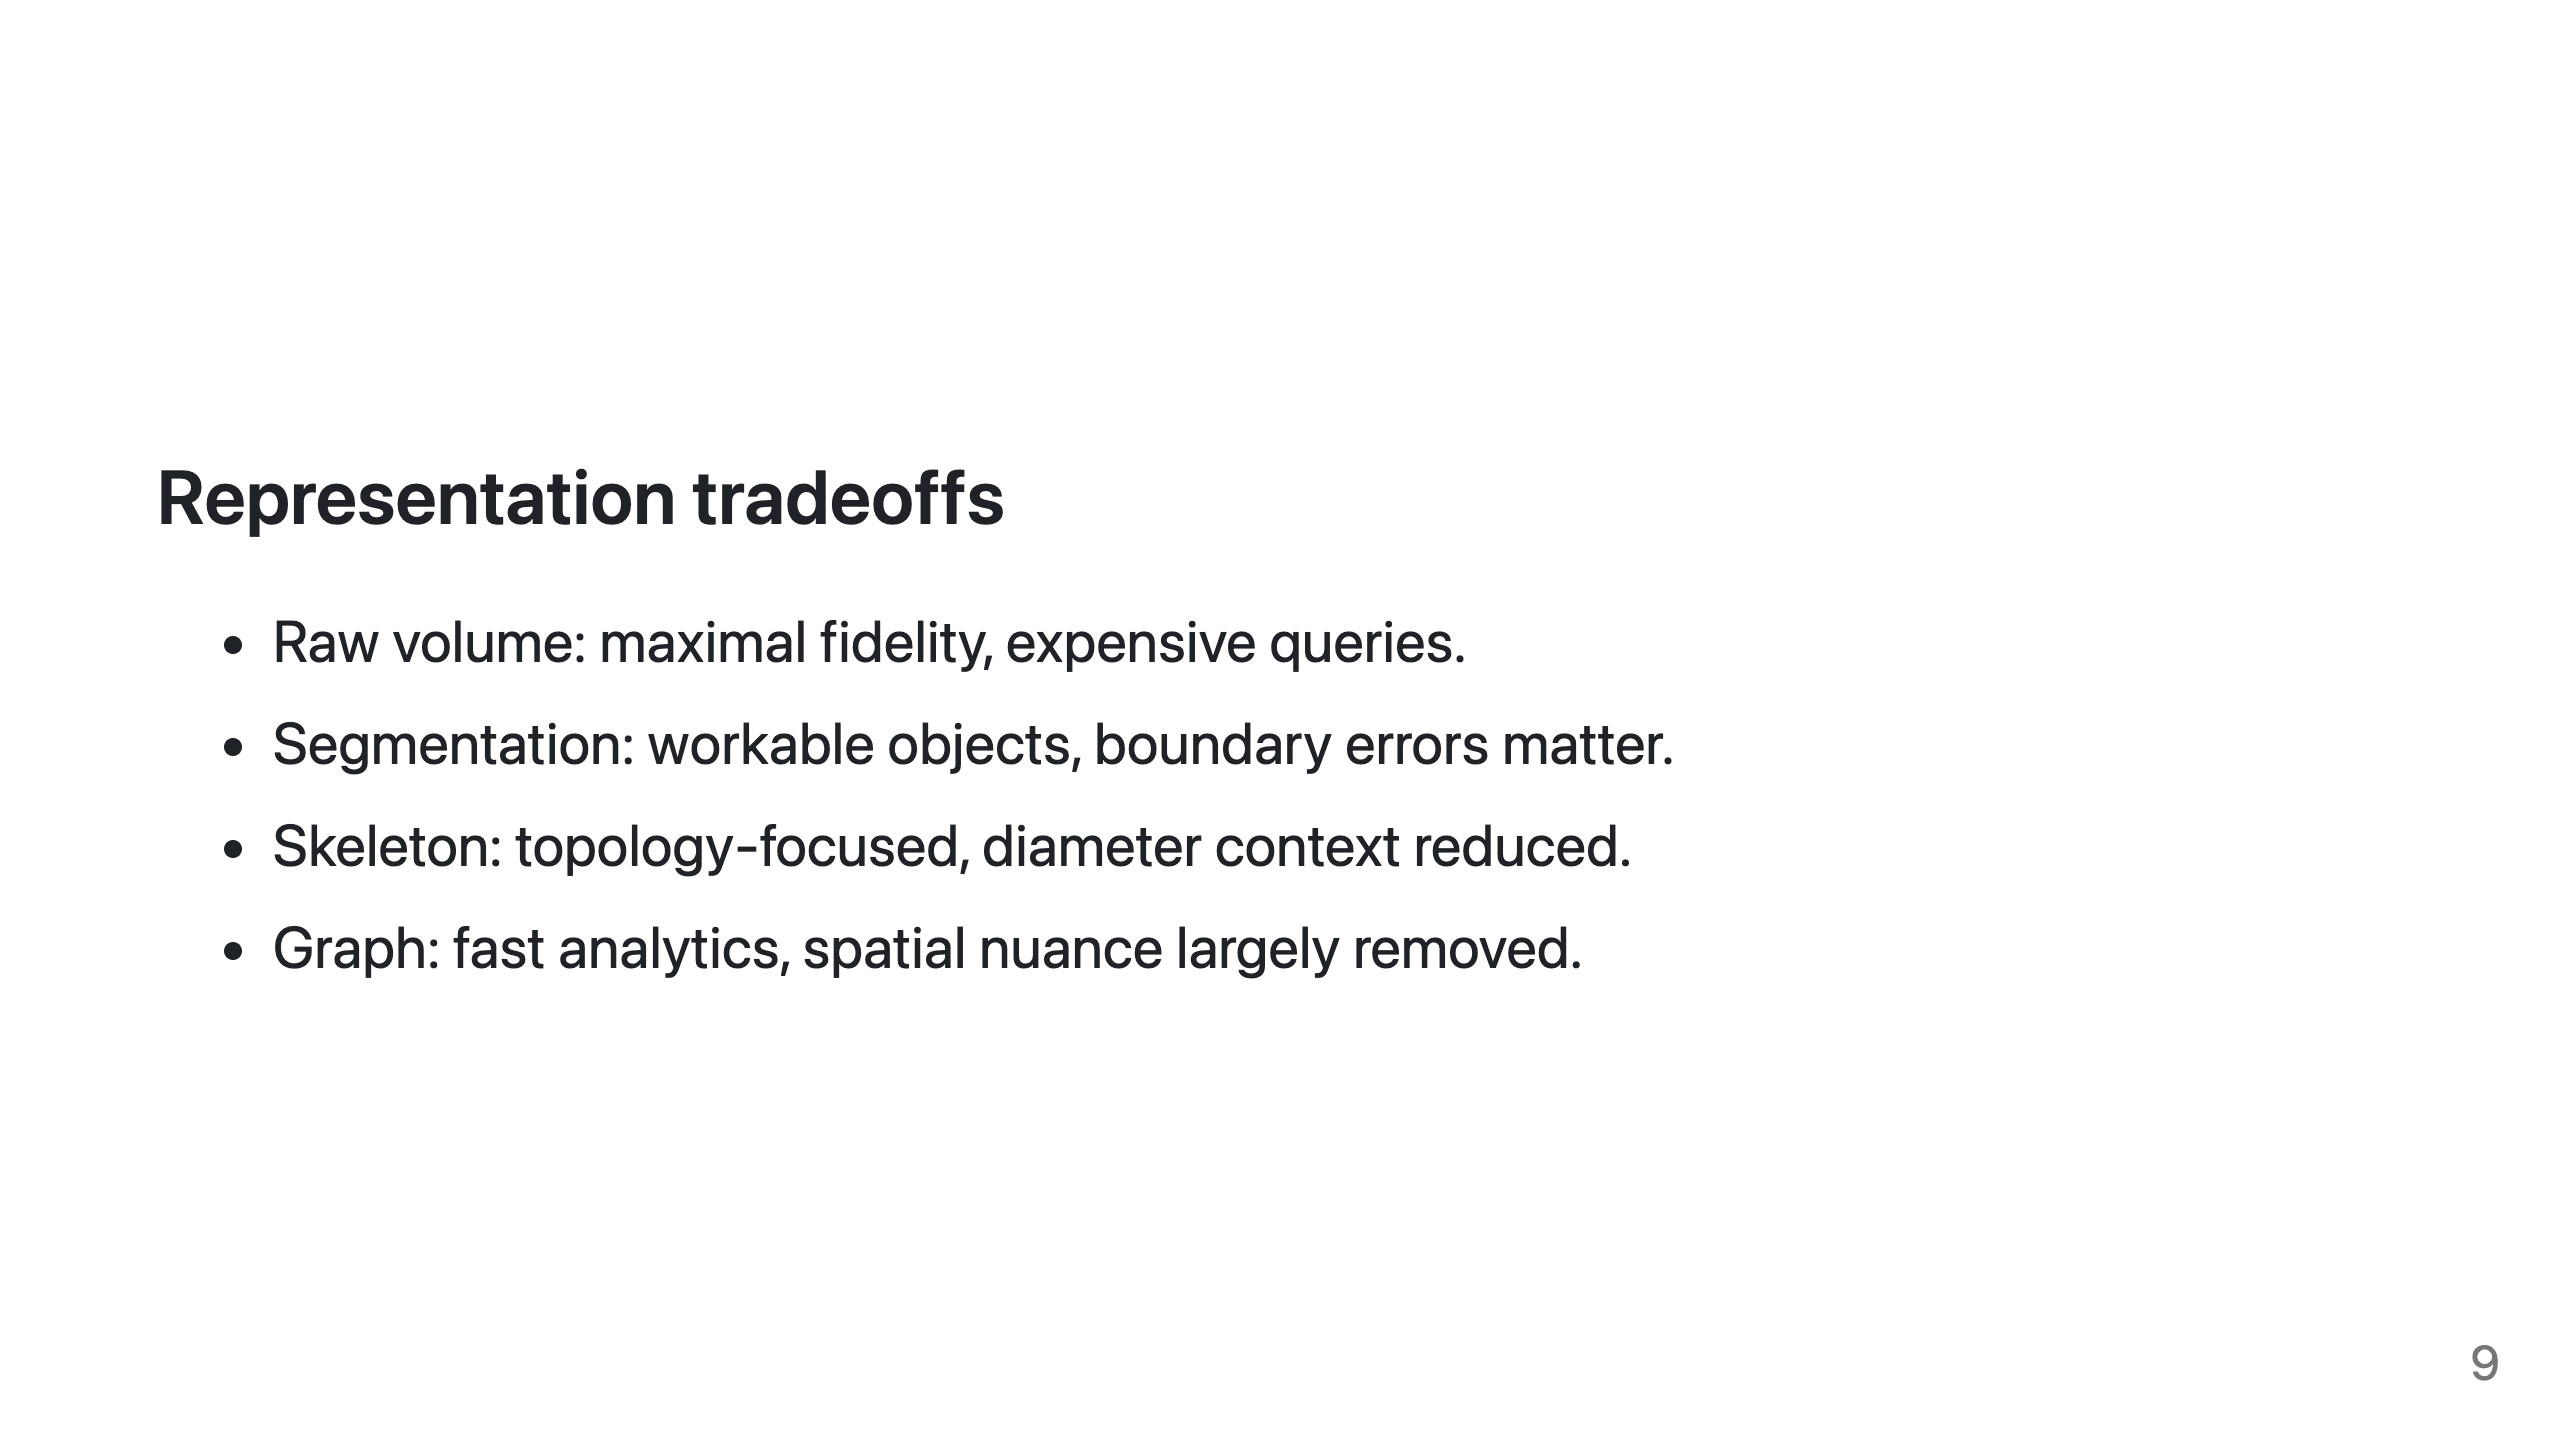 Representation tradeoffs
• Raw volume: maximal fidelity, expensive queries.
• Segmentation: workable objects, boundary errors matter.
• Skeleton: topology-focused, diameter context reduced.
• Graph: fast analytics, spatial nuance largely removed.
9